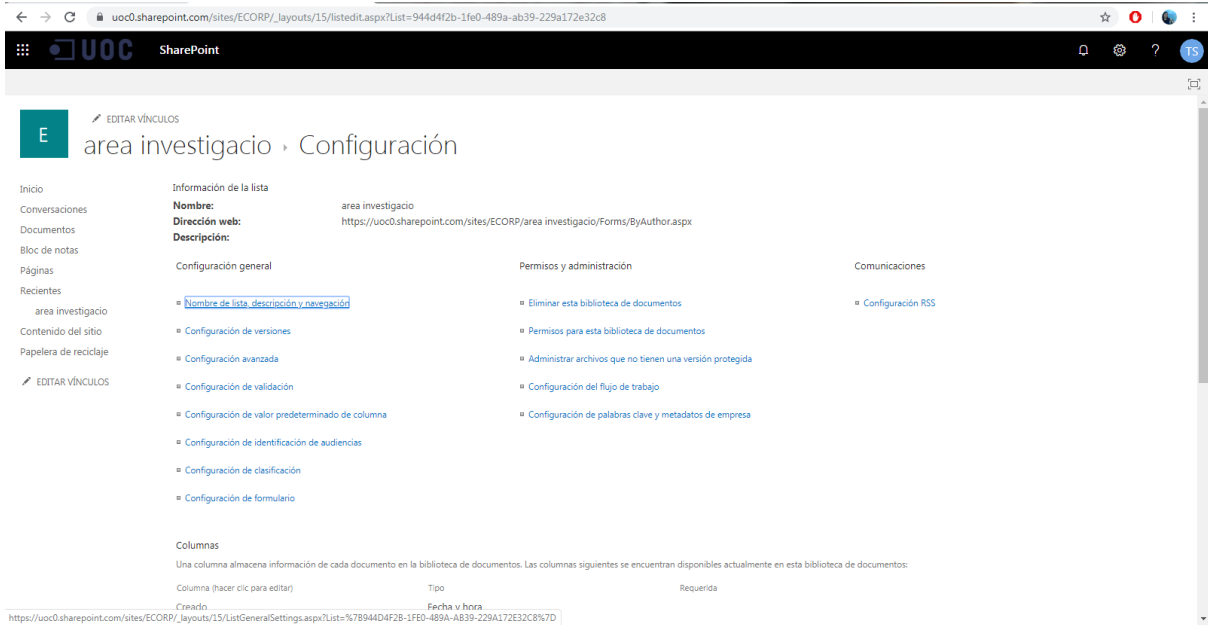 uoc0.sharepoint.com/sites/ECORP/_layouts/15/listedit.aspx?List=944d4f2b-1fe0-489a-ab39-229a172e32c8
UOC SharePoint ? TS
EDITAR VÍNCULOS
E
area investigacio › Configuración
Inicio
Conversaciones
Documentos
Bloc de notas
Páginas
Recientes
area investigacio
Contenido del sitio
Papelera de reciclaje
EDITAR VÍNCULOS
Información de la lista
Nombre: area investigacio
Dirección web: https://uoc0.sharepoint.com/sites/ECORP/area investigacio/Forms/ByAuthor.aspx
Descripción:
Configuración general
Nombre de lista, descripción y navegación
Configuración de versiones
Configuración avanzada
Configuración de validación
Configuración de valor predeterminado de columna
Configuración de identificación de audiencias
Configuración de clasificación
Configuración de formulario
Permisos y administración
Eliminar esta biblioteca de documentos
Permisos para esta biblioteca de documentos
Administrar archivos que no tienen una versión protegida
Configuración del flujo de trabajo
Configuración de palabras clave y metadatos de empresa
Comunicaciones
Configuración RSS
Columnas
Una columna almacena información de cada documento en la biblioteca de documentos. Las columnas siguientes se encuentran disponibles actualmente en esta biblioteca de documentos:
Columna (hacer clic para editar) Tipo Requerida
Creado Fecha y hora
https://uoc0.sharepoint.com/sites/ECORP/_layouts/15/ListGeneralSettings.aspx?List=%7B944D4F2B-1FE0-489A-AB39-229A172E32C8%7D